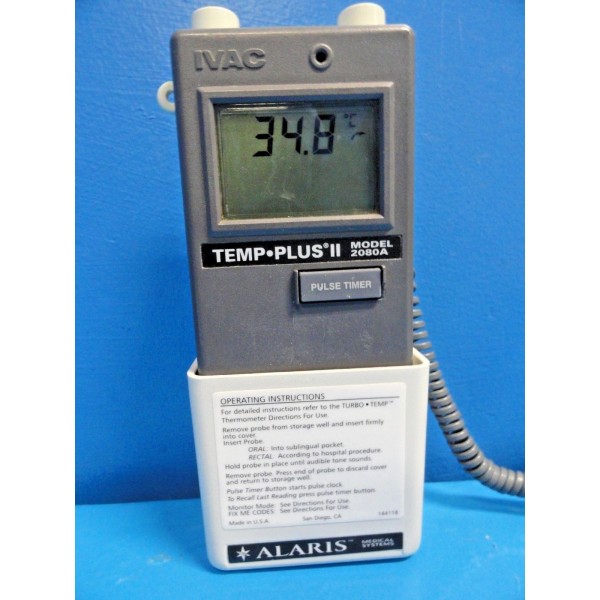 IVAC
34.8 °C
TEMP•PLUS® II MODEL 2080A
PULSE TIMER
OPERATING INSTRUCTIONS
For detailed instructions refer to the TURBO • TEMP™
Thermometer Directions For Use.
Remove probe from storage well and insert firmly
into cover.
Insert Probe.
ORAL: Into sublingual pocket.
RECTAL: According to hospital procedure.
Hold probe in place until audible tone sounds.
Remove probe. Press end of probe to discard cover
and return to storage well.
Pulse Timer Button starts pulse clock.
To Recall Last Reading press pulse timer button.
Monitor Mode: See Directions For Use.
FIX ME CODES: See Directions For Use.
Made in U.S.A. San Diego, CA
ALARIS™ MEDICAL SYSTEMS